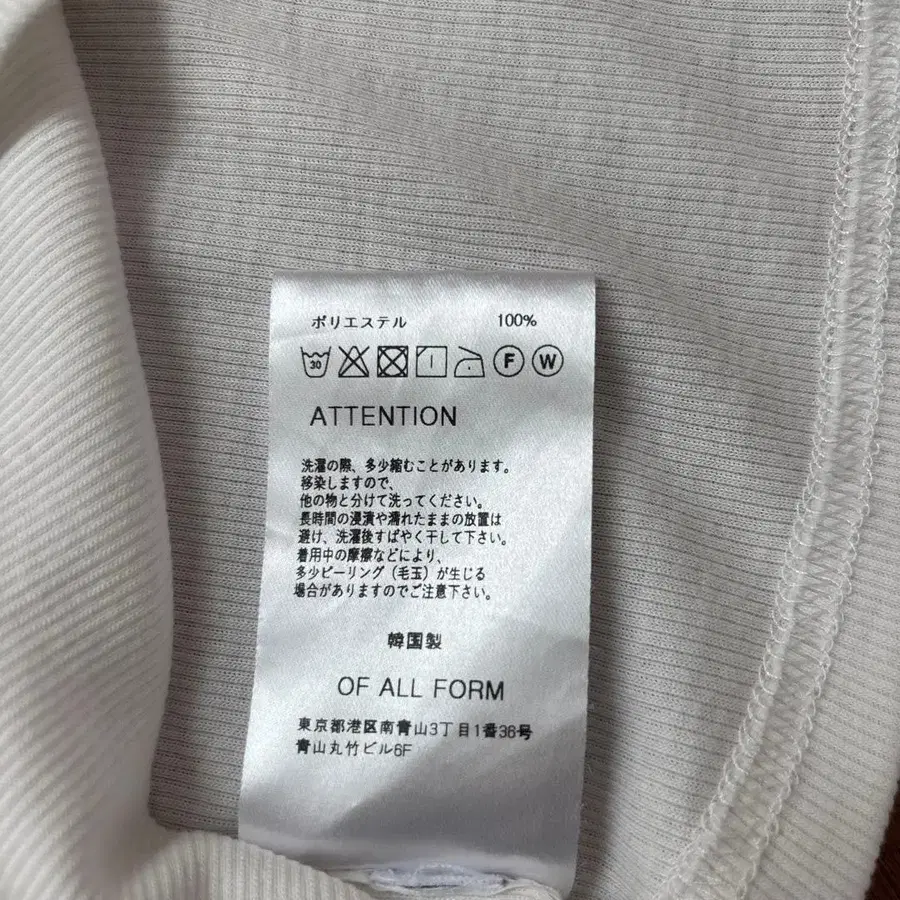 ポリエステル 100%
30 F W
ATTENTION
洗濯の際、多少縮むことがあります。
移染しますので、
他の物と分けて洗ってください。
長時間の浸漬や濡れたままの放置は
避け、洗濯後すばやく干して下さい。
着用中の摩擦などにより、
多少ピーリング（毛玉）が生じる
場合がありますのでご注意下さい。
韓国製
OF ALL FORM
東京都港区南青山3丁目1番36号
青山丸竹ビル6F